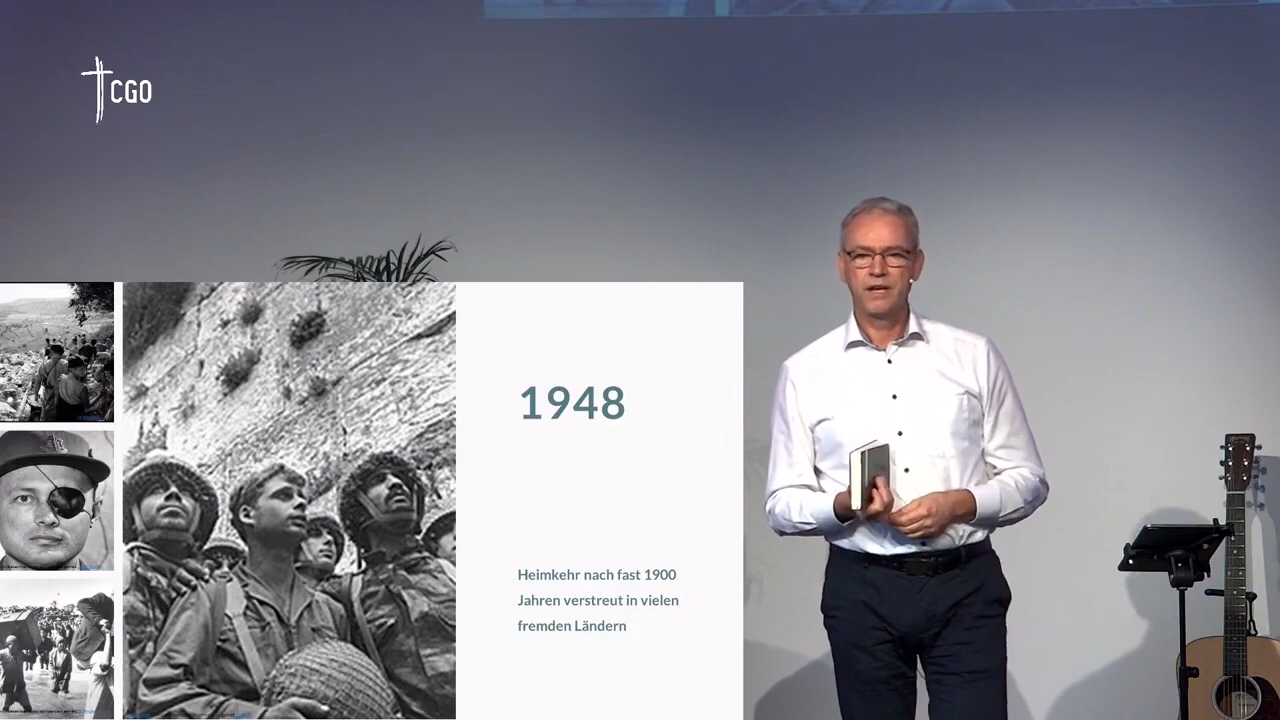 CGO
1948
Heimkehr nach fast 1900
Jahren verstreut in vielen
fremden Ländern